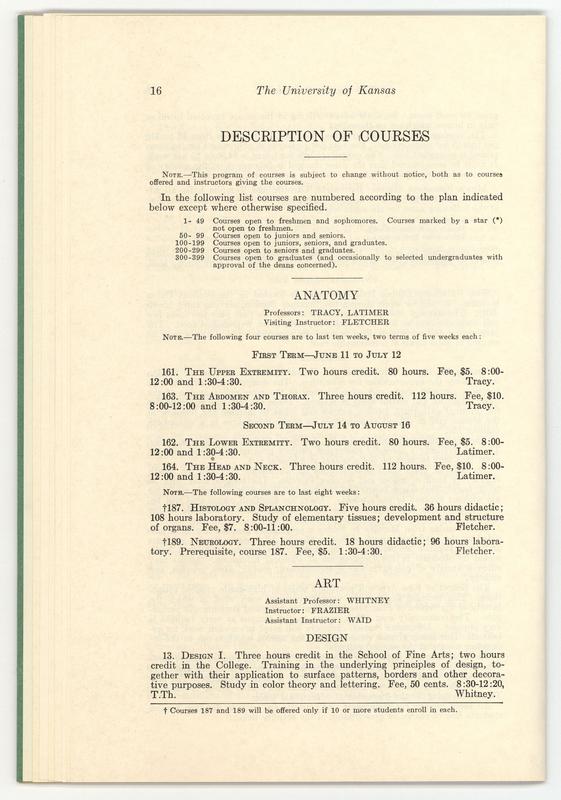 16 The University of Kansas
DESCRIPTION OF COURSES
NOTE.—This program of courses is subject to change without notice, both as to courses
offered and instructors giving the courses.
In the following list courses are numbered according to the plan indicated
below except where otherwise specified.
1- 49 Courses open to freshmen and sophomores. Courses marked by a star (*)
not open to freshmen.
50- 99 Courses open to juniors and seniors.
100-199 Courses open to juniors, seniors, and graduates.
200-299 Courses open to seniors and graduates.
300-399 Courses open to graduates (and occasionally to selected undergraduates with
approval of the deans concerned).
ANATOMY
Professors: TRACY, LATIMER
Visiting Instructor: FLETCHER
NOTE.—The following four courses are to last ten weeks, two terms of five weeks each:
FIRST TERM—JUNE 11 TO JULY 12
161. THE UPPER EXTREMITY. Two hours credit. 80 hours. Fee, $5. 8:00-
12:00 and 1:30-4:30. Tracy.
163. THE ABDOMEN AND THORAX. Three hours credit. 112 hours. Fee, $10.
8:00-12:00 and 1:30-4:30. Tracy.
SECOND TERM—JULY 14 TO AUGUST 16
162. THE LOWER EXTREMITY. Two hours credit. 80 hours. Fee, $5. 8:00-
12:00 and 1:30-4:30. Latimer.
164. THE HEAD AND NECK. Three hours credit. 112 hours. Fee, $10. 8:00-
12:00 and 1:30-4:30. Latimer.
NOTE.—The following courses are to last eight weeks:
†187. HISTOLOGY AND SPLANCHNOLOGY. Five hours credit. 36 hours didactic;
108 hours laboratory. Study of elementary tissues; development and structure
of organs. Fee, $7. 8:00-11:00. Fletcher.
†189. NEUROLOGY. Three hours credit. 18 hours didactic; 96 hours labora-
tory. Prerequisite, course 187. Fee, $5. 1:30-4:30. Fletcher.
ART
Assistant Professor: WHITNEY
Instructor: FRAZIER
Assistant Instructor: WAID
DESIGN
13. DESIGN I. Three hours credit in the School of Fine Arts; two hours
credit in the College. Training in the underlying principles of design, to-
gether with their application to surface patterns, borders and other decora-
tive purposes. Study in color theory and lettering. Fee, 50 cents. 8:30-12:20,
T.Th. Whitney.
† Courses 187 and 189 will be offered only if 10 or more students enroll in each.